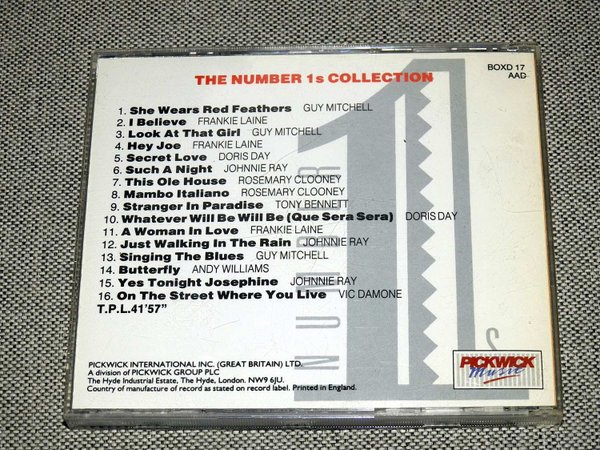 BOXD 17
AAD
THE NUMBER 1s COLLECTION
1. She Wears Red Feathers GUY MITCHELL
2. I Believe FRANKIE LAINE
3. Look At That Girl GUY MITCHELL
4. Hey Joe FRANKIE LAINE
5. Secret Love DORIS DAY
6. Such A Night JOHNNIE RAY
7. This Ole House ROSEMARY CLOONEY
8. Mambo Italiano ROSEMARY CLOONEY
9. Stranger In Paradise TONY BENNETT
10. Whatever Will Be Will Be (Que Sera Sera) DORIS DAY
11. A Woman In Love FRANKIE LAINE
12. Just Walking In The Rain JOHNNIE RAY
13. Singing The Blues GUY MITCHELL
14. Butterfly ANDY WILLIAMS
15. Yes Tonight Josephine JOHNNIE RAY
16. On The Street Where You Live VIC DAMONE
T.P.L.41'57"
NUMBER
1
S
PICKWICK INTERNATIONAL INC. (GREAT BRITAIN) LTD.
A division of PICKWICK GROUP PLC
The Hyde Industrial Estate, The Hyde, London. NW9 6JU.
Country of manufacture of record as stated on record label. Printed in England.
PICKWICK
Music